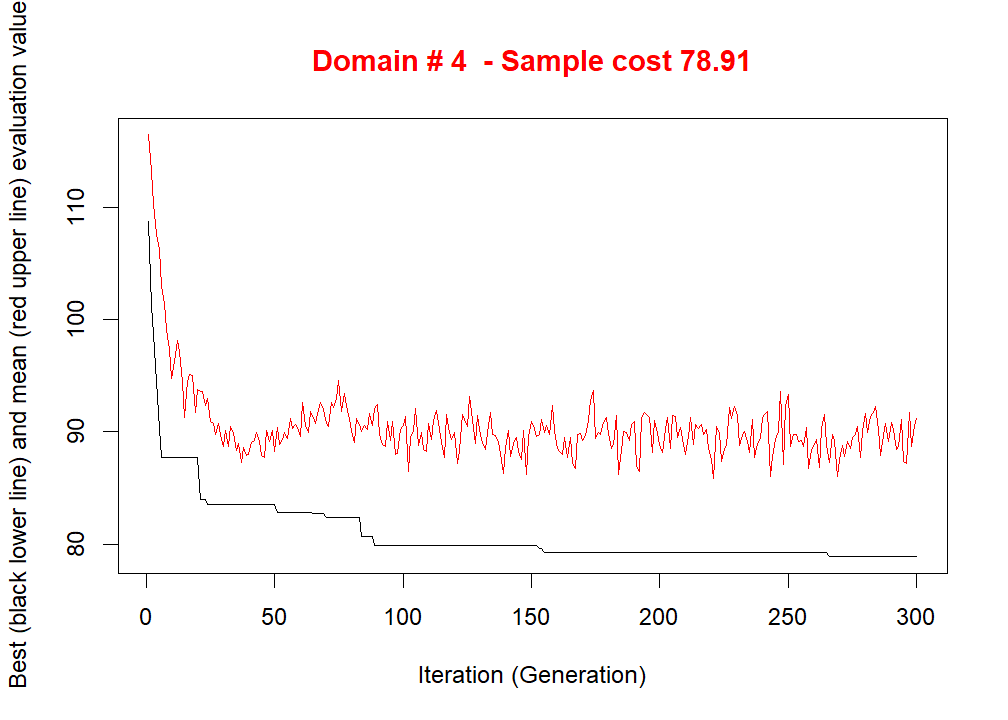 Domain # 4  - Sample cost 78.91
Best (black lower line) and mean (red upper line) evaluation value
110
100
90
80
0 50 100 150 200 250 300
Iteration (Generation)